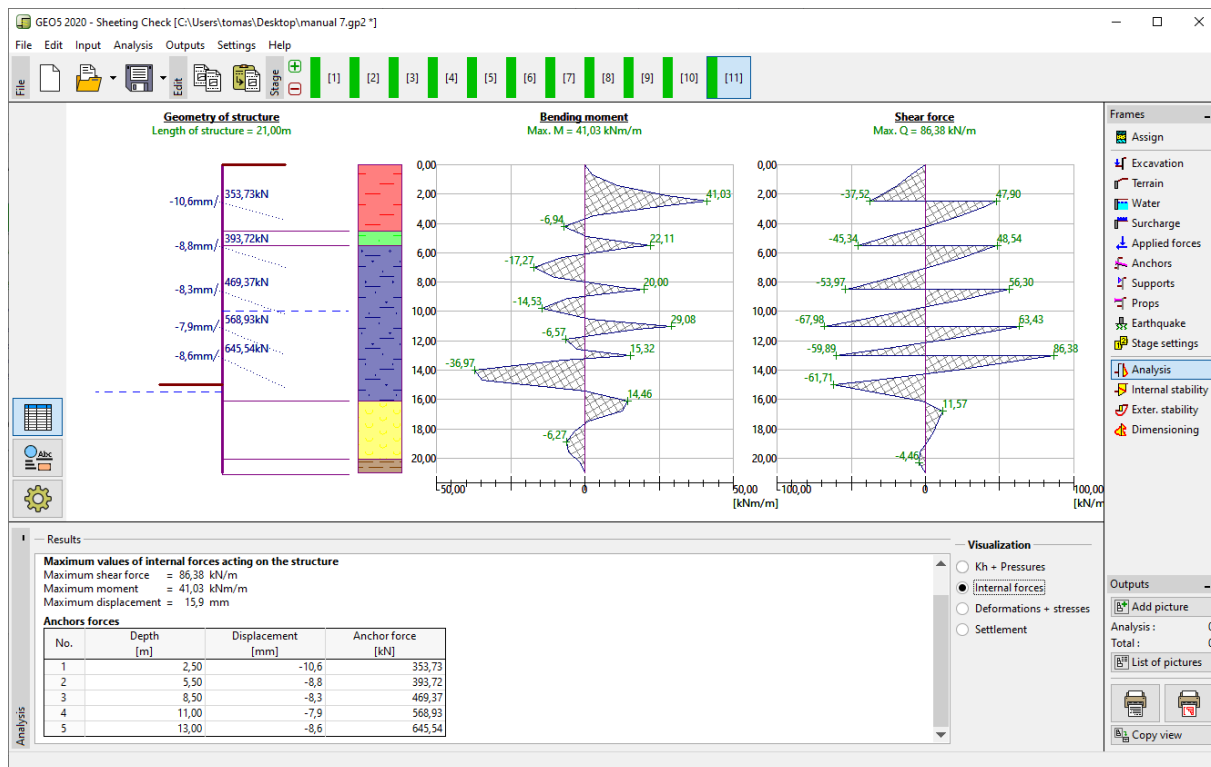 GEO5 2020 - Sheeting Check [C:\Users\tomas\Desktop\manual 7.gp2 *]
File Edit Input Analysis Outputs Settings Help
File Edit Stage [1] [2] [3] [4] [5] [6] [7] [8] [9] [10] [11]
Geometry of structure
Length of structure = 21,00m
353,73kN
-10,6mm/
393,72kN
-8,8mm/
469,37kN
-8,3mm/
568,93kN
-7,9mm/
645,54kN
-8,6mm/
Bending moment
Max. M = 41,03 kNm/m
0,00
2,00
4,00
6,00
8,00
10,00
12,00
14,00
16,00
18,00
20,00
41,03
-6,94
22,11
-17,27
20,00
-14,53
29,08
-6,57
15,32
-36,97
14,46
-6,27
-50,00 0 50,00
[kNm/m]
Shear force
Max. Q = 86,38 kN/m
0,00
2,00
4,00
6,00
8,00
10,00
12,00
14,00
16,00
18,00
20,00
-37,52 47,90
-45,34 48,54
-53,97 56,30
-67,98 63,43
-59,89 86,38
-61,71
11,57
-4,46
-100,00 0 100,00
[kN/m
Frames
Assign
Excavation
Terrain
Water
Surcharge
Applied forces
Anchors
Supports
Props
Earthquake
Stage settings
Analysis
Internal stability
Exter. stability
Dimensioning
Abc
Analysis
Results
Maximum values of internal forces acting on the structure
Maximum shear force = 86,38 kN/m
Maximum moment = 41,03 kNm/m
Maximum displacement = 15,9 mm
Anchors forces
No. Depth Displacement Anchor force
[m] [mm] [kN]
1 2,50 -10,6 353,73
2 5,50 -8,8 393,72
3 8,50 -8,3 469,37
4 11,00 -7,9 568,93
5 13,00 -8,6 645,54
Visualization
Kh + Pressures
Internal forces
Deformations + stresses
Settlement
Outputs
Add picture
Analysis : 0
Total : 0
List of pictures
Copy view